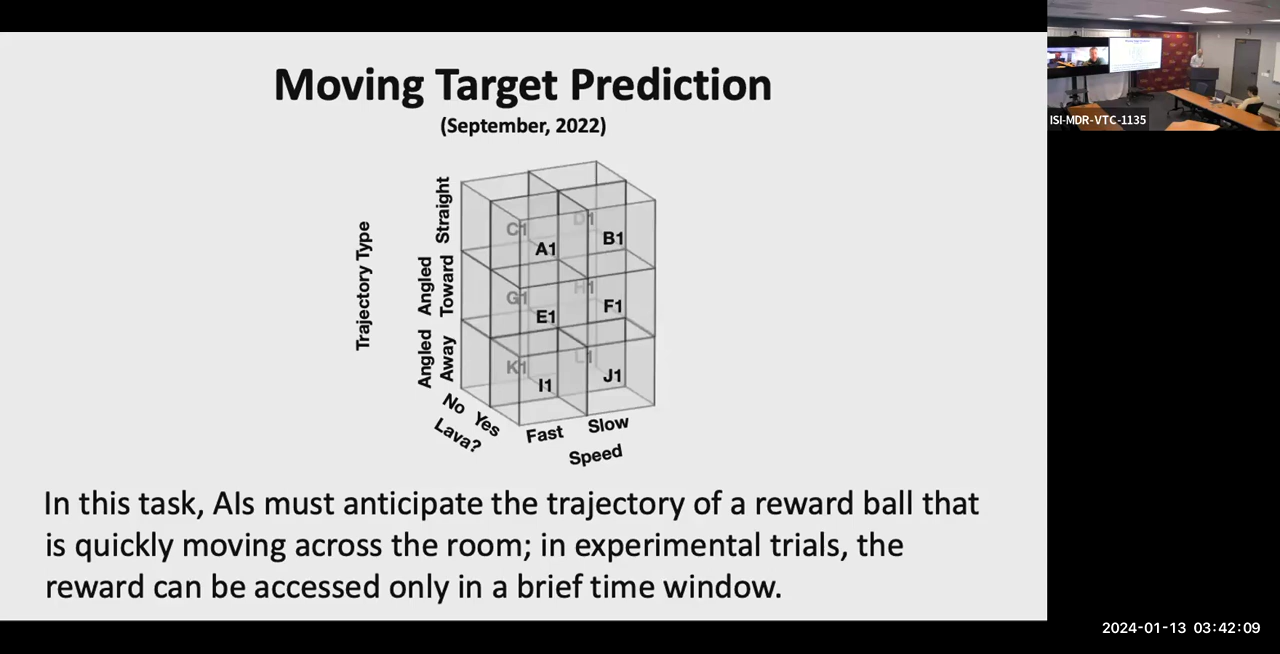 Moving Target Prediction
(September, 2022)
Trajectory Type
Straight
Angled
Toward
Angled
Away
C1
D1
A1
B1
G1
H1
E1
F1
K1
L1
I1
J1
No
Yes
Lava?
Fast
Slow
Speed
In this task, AIs must anticipate the trajectory of a reward ball that
is quickly moving across the room; in experimental trials, the
reward can be accessed only in a brief time window.
ISI-MDR-VTC-1135
2024-01-13 03:42:09